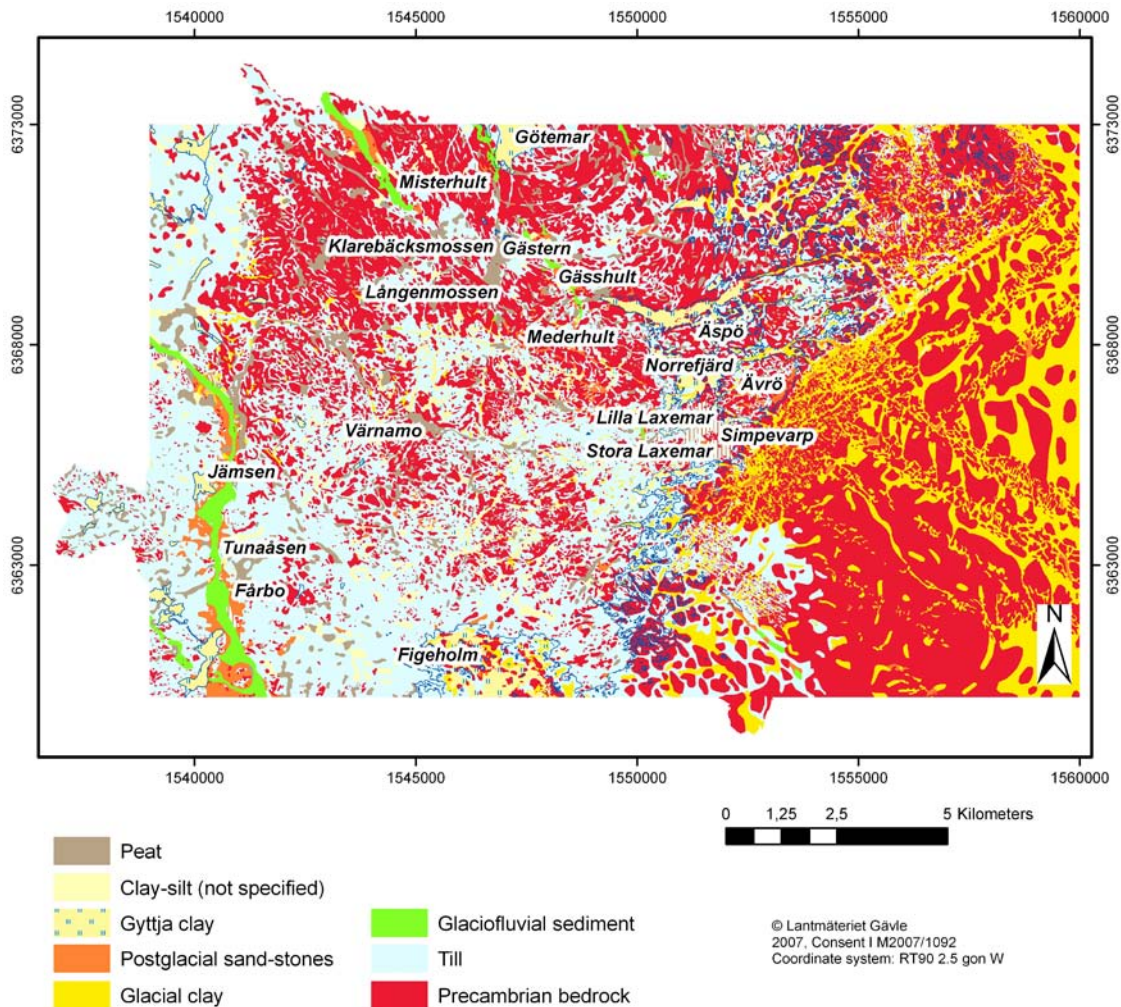 1540000
1545000
1550000
1555000
1560000
6373000
6373000
Götemar
Misterhult
Klarebäcksmossen
Gästern
Gässhult
Långenmossen
Mederhult
Äspö
6368000
6368000
Norrefjärd
Ävrö
Lilla Laxemar
Värnamo
Simpevarp
Stora Laxemar
Jämsen
Tunaåsen
6363000
6363000
Fårbo
N
Figeholm
1540000
1545000
1550000
1555000
1560000
0 1,25 2,5 5 Kilometers
Peat
Clay-silt (not specified)
Gyttja clay
Postglacial sand-stones
Glacial clay
Glaciofluvial sediment
Till
Precambrian bedrock
© Lantmäteriet Gävle
2007, Consent I M2007/1092
Coordinate system: RT90 2.5 gon W